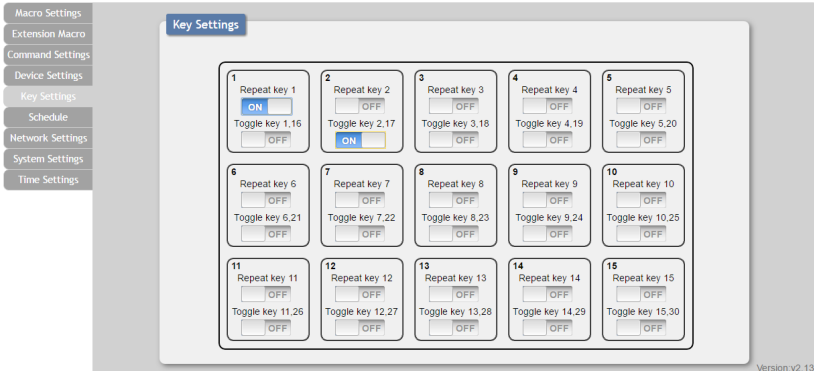 Macro Settings
Extension Macro
Command Settings
Device Settings
Key Settings
Schedule
Network Settings
System Settings
Time Settings
Key Settings
1 2 3 4 5
Repeat key 1 Repeat key 2 Repeat key 3 Repeat key 4 Repeat key 5
ON OFF OFF OFF OFF
Toggle key 1,16 Toggle key 2,17 Toggle key 3,18 Toggle key 4,19 Toggle key 5,20
OFF ON OFF OFF OFF
6 7 8 9 10
Repeat key 6 Repeat key 7 Repeat key 8 Repeat key 9 Repeat key 10
OFF OFF OFF OFF OFF
Toggle key 6,21 Toggle key 7,22 Toggle key 8,23 Toggle key 9,24 Toggle key 10,25
OFF OFF OFF OFF OFF
11 12 13 14 15
Repeat key 11 Repeat key 12 Repeat key 13 Repeat key 14 Repeat key 15
OFF OFF OFF OFF OFF
Toggle key 11,26 Toggle key 12,27 Toggle key 13,28 Toggle key 14,29 Toggle key 15,30
OFF OFF OFF OFF OFF
Version:v2.13